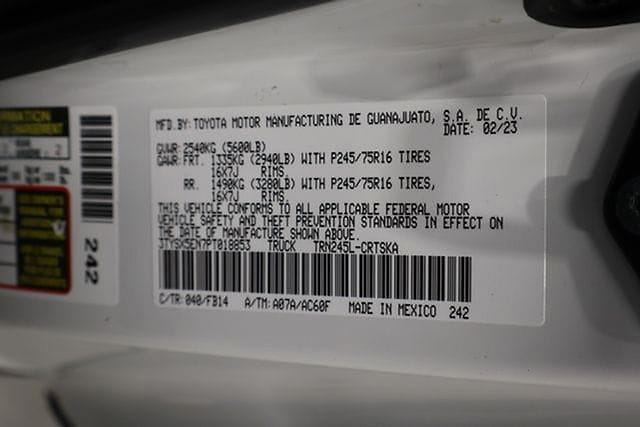 MFD.BY: TOYOTA MOTOR MANUFACTURING DE GUANAJUATO, S.A. DE C.V.
DATE: 02/23
GVWR: 2540KG (5600LB)
GAWR: FRT. 1335KG (2940LB) WITH P245/75R16 TIRES
16X7J RIMS,
RR. 1490KG (3280LB) WITH P245/75R16 TIRES,
16X7J RIMS.
THIS VEHICLE CONFORMS TO ALL APPLICABLE FEDERAL MOTOR
VEHICLE SAFETY AND THEFT PREVENTION STANDARDS IN EFFECT ON
THE DATE OF MANUFACTURE SHOWN ABOVE.
3TYSX5EN7PT018853 TRUCK TRN245L-CRTSKA
C/TR: 040/FB14 A/TM: A07A/AC60F MADE IN MEXICO 242
242